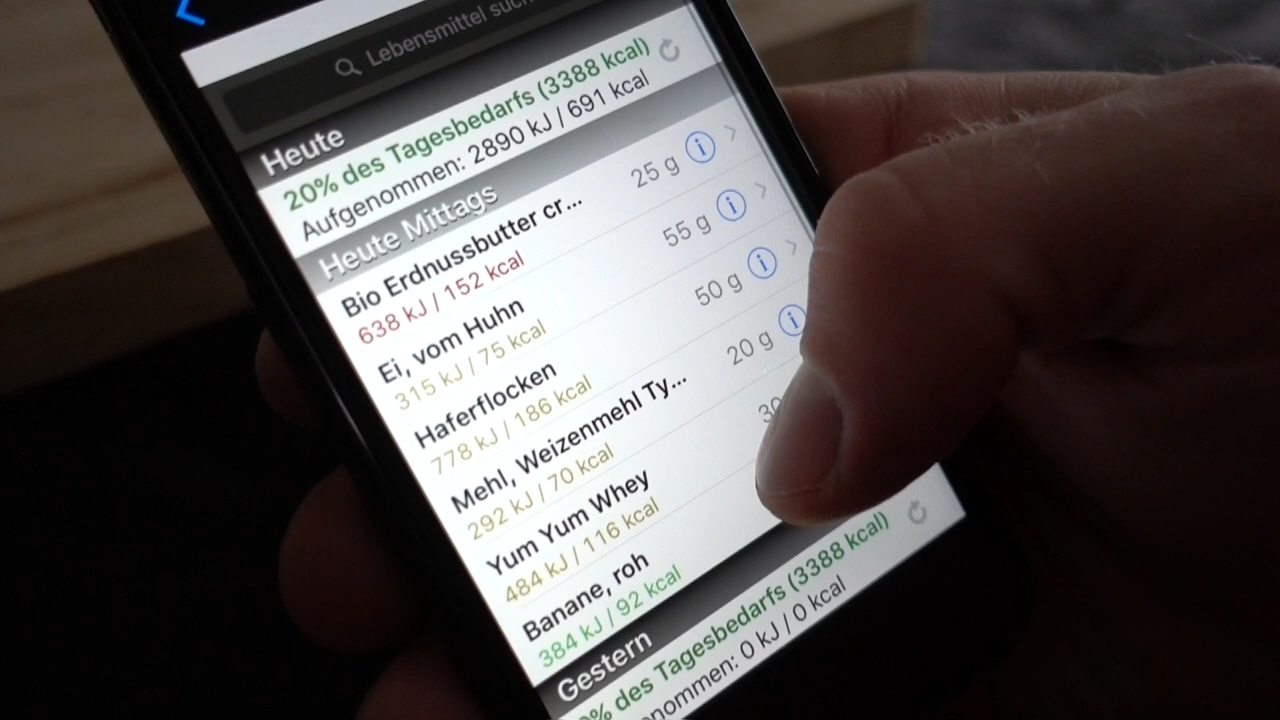 Lebensmittel such
Heute
20% des Tagesbedarfs (3388 kcal)
Aufgenommen: 2890 kJ / 691 kcal
Heute Mittags
Bio Erdnussbutter cr... 25 g
638 kJ / 152 kcal
Ei, vom Huhn 55 g
315 kJ / 75 kcal
Haferflocken 50 g
778 kJ / 186 kcal
Mehl, Weizenmehl Ty... 20 g
292 kJ / 70 kcal
Yum Yum Whey 30
484 kJ / 116 kcal
Banane, roh
384 kJ / 92 kcal
Gestern
% des Tagesbedarfs (3388 kcal)
nommen: 0 kJ / 0 kcal